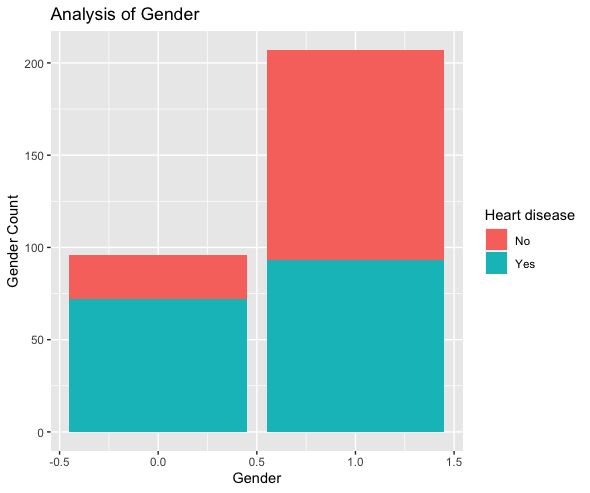 Analysis of Gender
200
150
100
50
0
Gender Count
-0.5 0.0 0.5 1.0 1.5
Gender
Heart disease
No
Yes